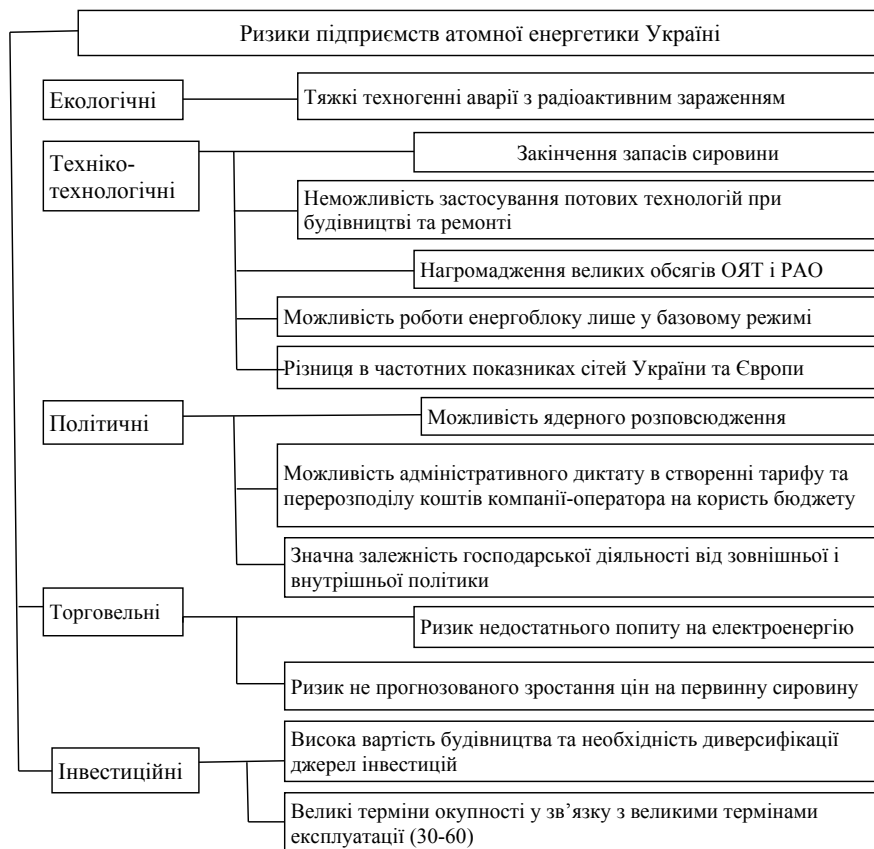 Ризики підприємств атомної енергетики Україні
Екологічні
Тяжкі техногенні аварії з радіоактивним зараженням
Техніко-
технологічні
Закінчення запасів сировини
Неможливість застосування потових технологій при
будівництві та ремонті
Нагромадження великих обсягів ОЯТ і РАО
Можливість роботи енергоблоку лише у базовому режимі
Різниця в частотних показниках сітей України та Європи
Політичні
Можливість ядерного розповсюдження
Можливість адміністративного диктату в створенні тарифу та
перерозподілу коштів компанії-оператора на користь бюджету
Значна залежність господарської діяльності від зовнішньої і
внутрішньої політики
Торговельні
Ризик недостатнього попиту на електроенергію
Ризик не прогнозованого зростання цін на первинну сировину
Інвестиційні
Висока вартість будівництва та необхідність диверсифікації
джерел інвестицій
Великі терміни окупності у зв’язку з великими термінами
експлуатації (30-60)